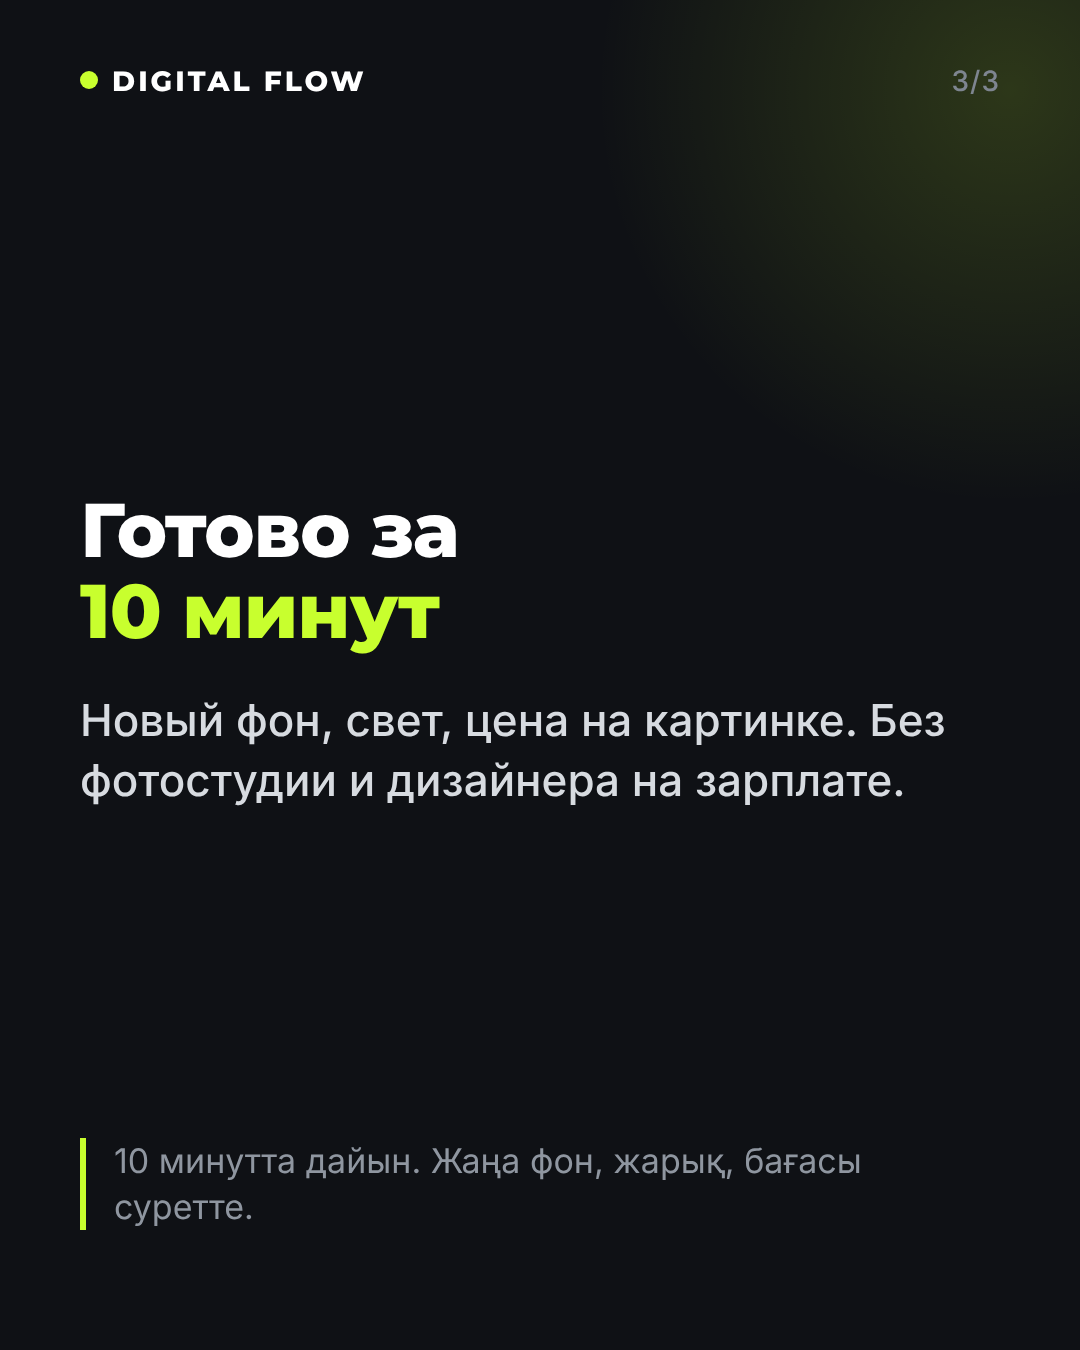 DIGITAL FLOW
3/3
Готово за
10 минут
Новый фон, свет, цена на картинке. Без
фотостудии и дизайнера на зарплате.
10 минутта дайын. Жаңа фон, жарық, бағасы
суретте.